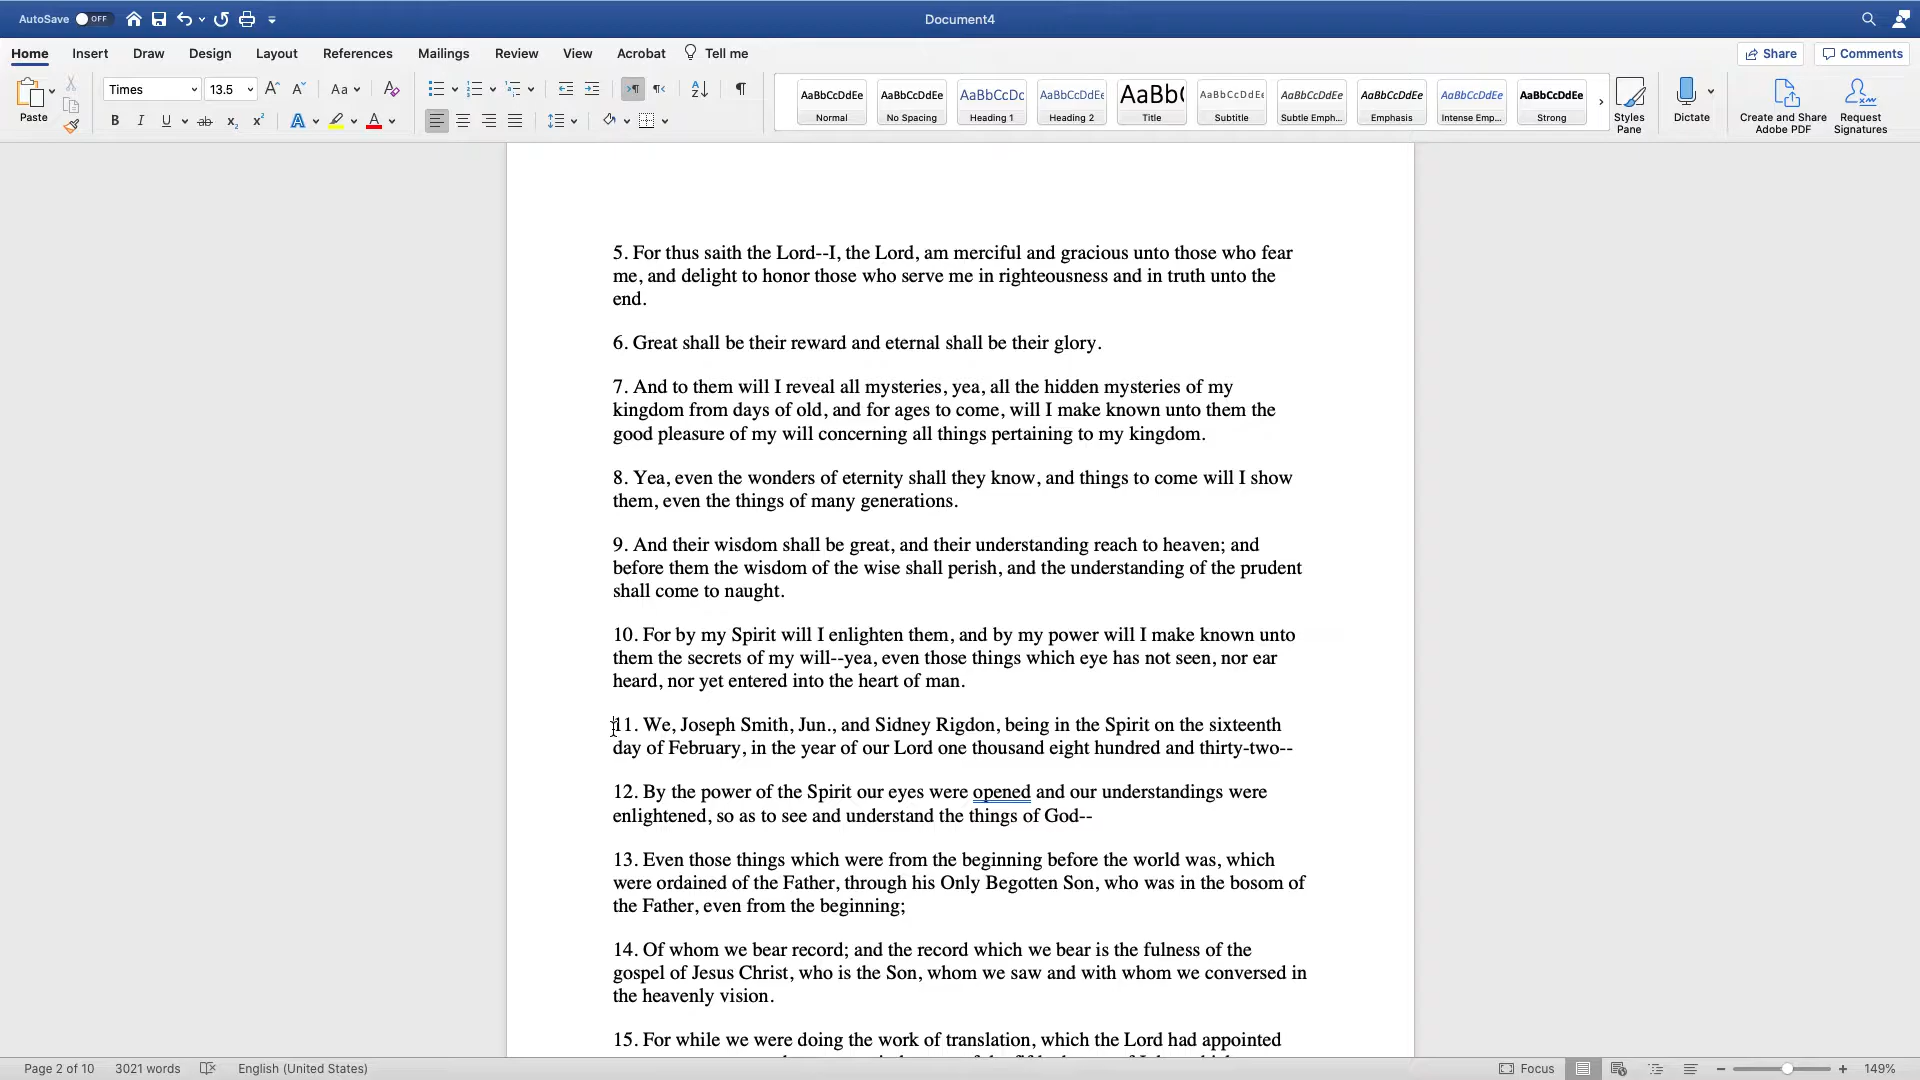 AutoSave OFF
Document4
Home Insert Draw Design Layout References Mailings Review View Acrobat Tell me
Share Comments
Paste
Times 13.5
AaBbCcDdEe AaBbCcDdEe AaBbCcDc AaBbCcDdEe AaBb( AaBbCcDdEe AaBbCcDdEe AaBbCcDdEe AaBbCcDdEe AaBbCcDdEe
Normal No Spacing Heading 1 Heading 2 Title Subtitle Subtle Emph... Emphasis Intense Emp... Strong
Styles Pane
Dictate
Create and Share Adobe PDF
Request Signatures
5. For thus saith the Lord--I, the Lord, am merciful and gracious unto those who fear
me, and delight to honor those who serve me in righteousness and in truth unto the
end.
6. Great shall be their reward and eternal shall be their glory.
7. And to them will I reveal all mysteries, yea, all the hidden mysteries of my
kingdom from days of old, and for ages to come, will I make known unto them the
good pleasure of my will concerning all things pertaining to my kingdom.
8. Yea, even the wonders of eternity shall they know, and things to come will I show
them, even the things of many generations.
9. And their wisdom shall be great, and their understanding reach to heaven; and
before them the wisdom of the wise shall perish, and the understanding of the prudent
shall come to naught.
10. For by my Spirit will I enlighten them, and by my power will I make known unto
them the secrets of my will--yea, even those things which eye has not seen, nor ear
heard, nor yet entered into the heart of man.
11. We, Joseph Smith, Jun., and Sidney Rigdon, being in the Spirit on the sixteenth
day of February, in the year of our Lord one thousand eight hundred and thirty-two--
12. By the power of the Spirit our eyes were opened and our understandings were
enlightened, so as to see and understand the things of God--
13. Even those things which were from the beginning before the world was, which
were ordained of the Father, through his Only Begotten Son, who was in the bosom of
the Father, even from the beginning;
14. Of whom we bear record; and the record which we bear is the fulness of the
gospel of Jesus Christ, who is the Son, whom we saw and with whom we conversed in
the heavenly vision.
15. For while we were doing the work of translation, which the Lord had appointed
Page 2 of 10 3021 words English (United States) Focus 149%